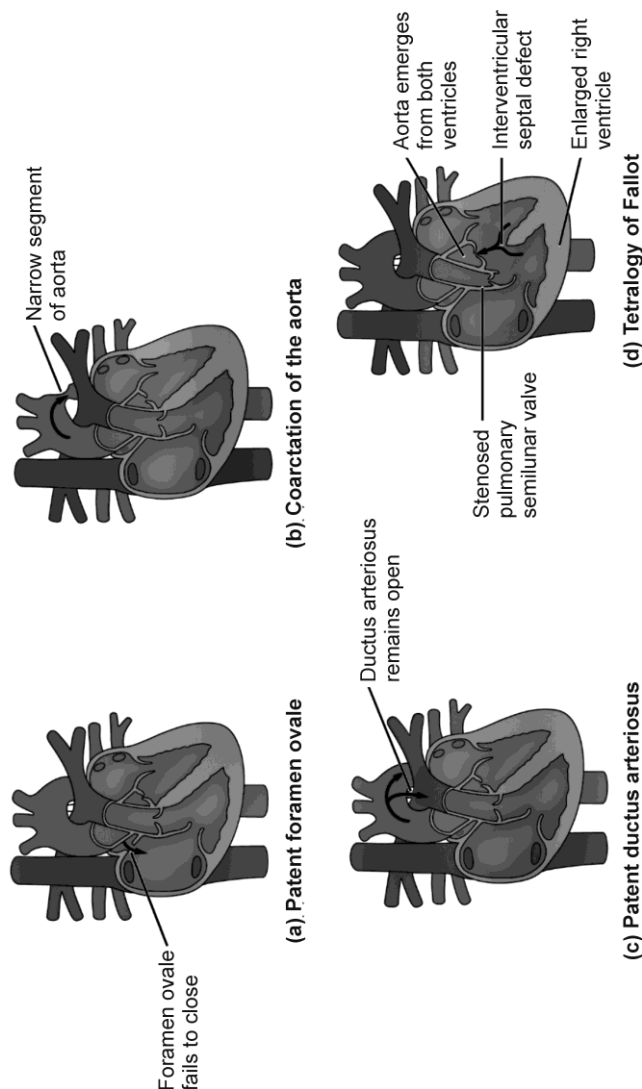 Foramen ovale
fails to close
(a) Patent foramen ovale
Narrow segment
of aorta
(b) Coarctation of the aorta
Ductus arteriosus
remains open
(c) Patent ductus arteriosus
Aorta emerges
from both
ventricles
Interventricular
septal defect
Enlarged right
ventricle
Stenosed
pulmonary
semilunar valve
(d) Tetralogy of Fallot